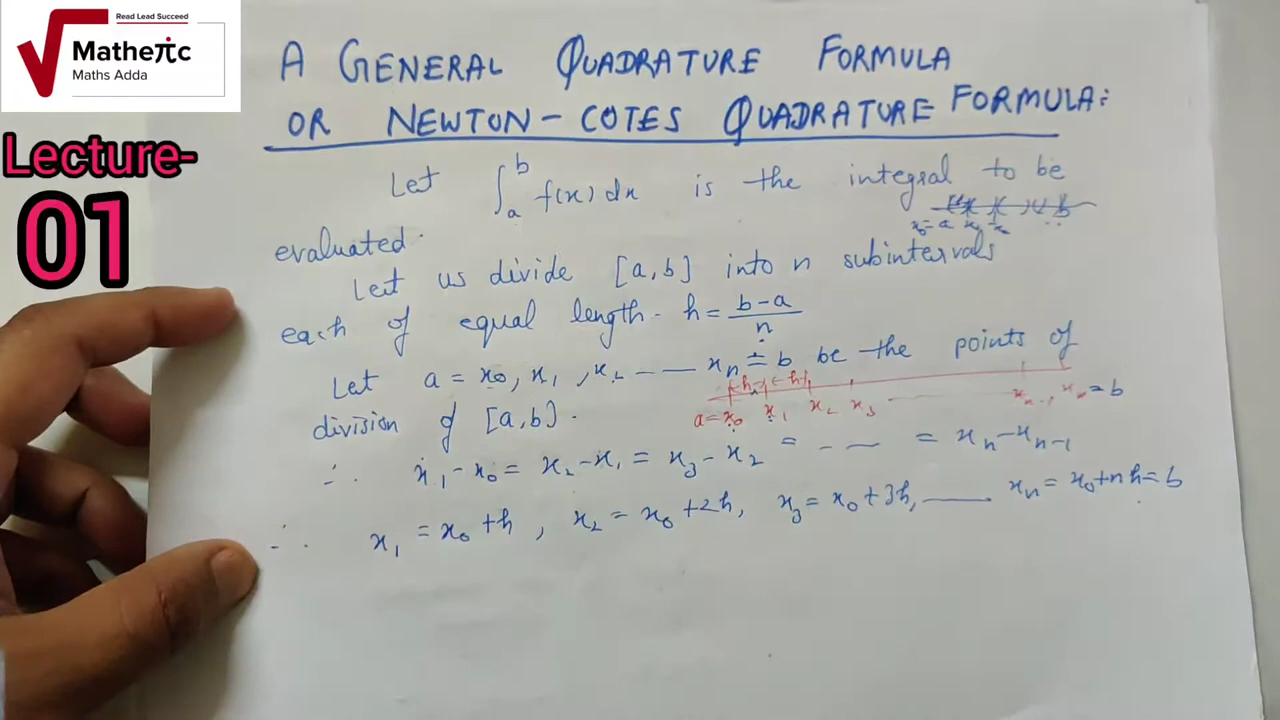 Read Lead Succeed
Matheπc
Maths Adda
Lecture-
01
A GENERAL QUADRATURE FORMULA
OR NEWTON-COTES QUADRATURE FORMULA:
Let ∫_a^b f(x) dx is the integral to be
evaluated.
x₀=a x₁ x₂ b
Let us divide [a,b] into n subintervals
each of equal length. h = (b-a)/n
Let a = x₀, x₁, x₂ --- xₙ = b be the points of
division of [a,b].
←h→ ←h→
a=x₀ x₁ x₂ x₃ ------ xₙ₋₁ xₙ=b
∴ x₁-x₀ = x₂-x₁ = x₃-x₂ = --- = xₙ-xₙ₋₁
∴ x₁ = x₀+h, x₂ = x₀+2h, x₃ = x₀+3h, --- xₙ = x₀+nh=b